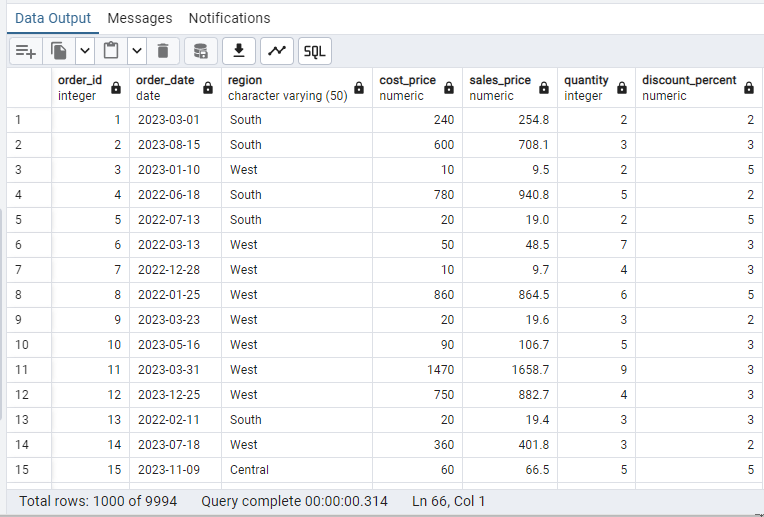 Data Output Messages Notifications
SQL
order_id order_date region cost_price sales_price quantity discount_percent
integer date character varying (50) numeric numeric integer numeric
1 1 2023-03-01 South 240 254.8 2 2
2 2 2023-08-15 South 600 708.1 3 3
3 3 2023-01-10 West 10 9.5 2 5
4 4 2022-06-18 South 780 940.8 5 2
5 5 2022-07-13 South 20 19.0 2 5
6 6 2022-03-13 West 50 48.5 7 3
7 7 2022-12-28 West 10 9.7 4 3
8 8 2022-01-25 West 860 864.5 6 5
9 9 2023-03-23 West 20 19.6 3 2
10 10 2023-05-16 West 90 106.7 5 3
11 11 2023-03-31 West 1470 1658.7 9 3
12 12 2023-12-25 West 750 882.7 4 3
13 13 2022-02-11 South 20 19.4 3 3
14 14 2023-07-18 West 360 401.8 3 2
15 15 2023-11-09 Central 60 66.5 5 5
Total rows: 1000 of 9994 Query complete 00:00:00.314 Ln 66, Col 1